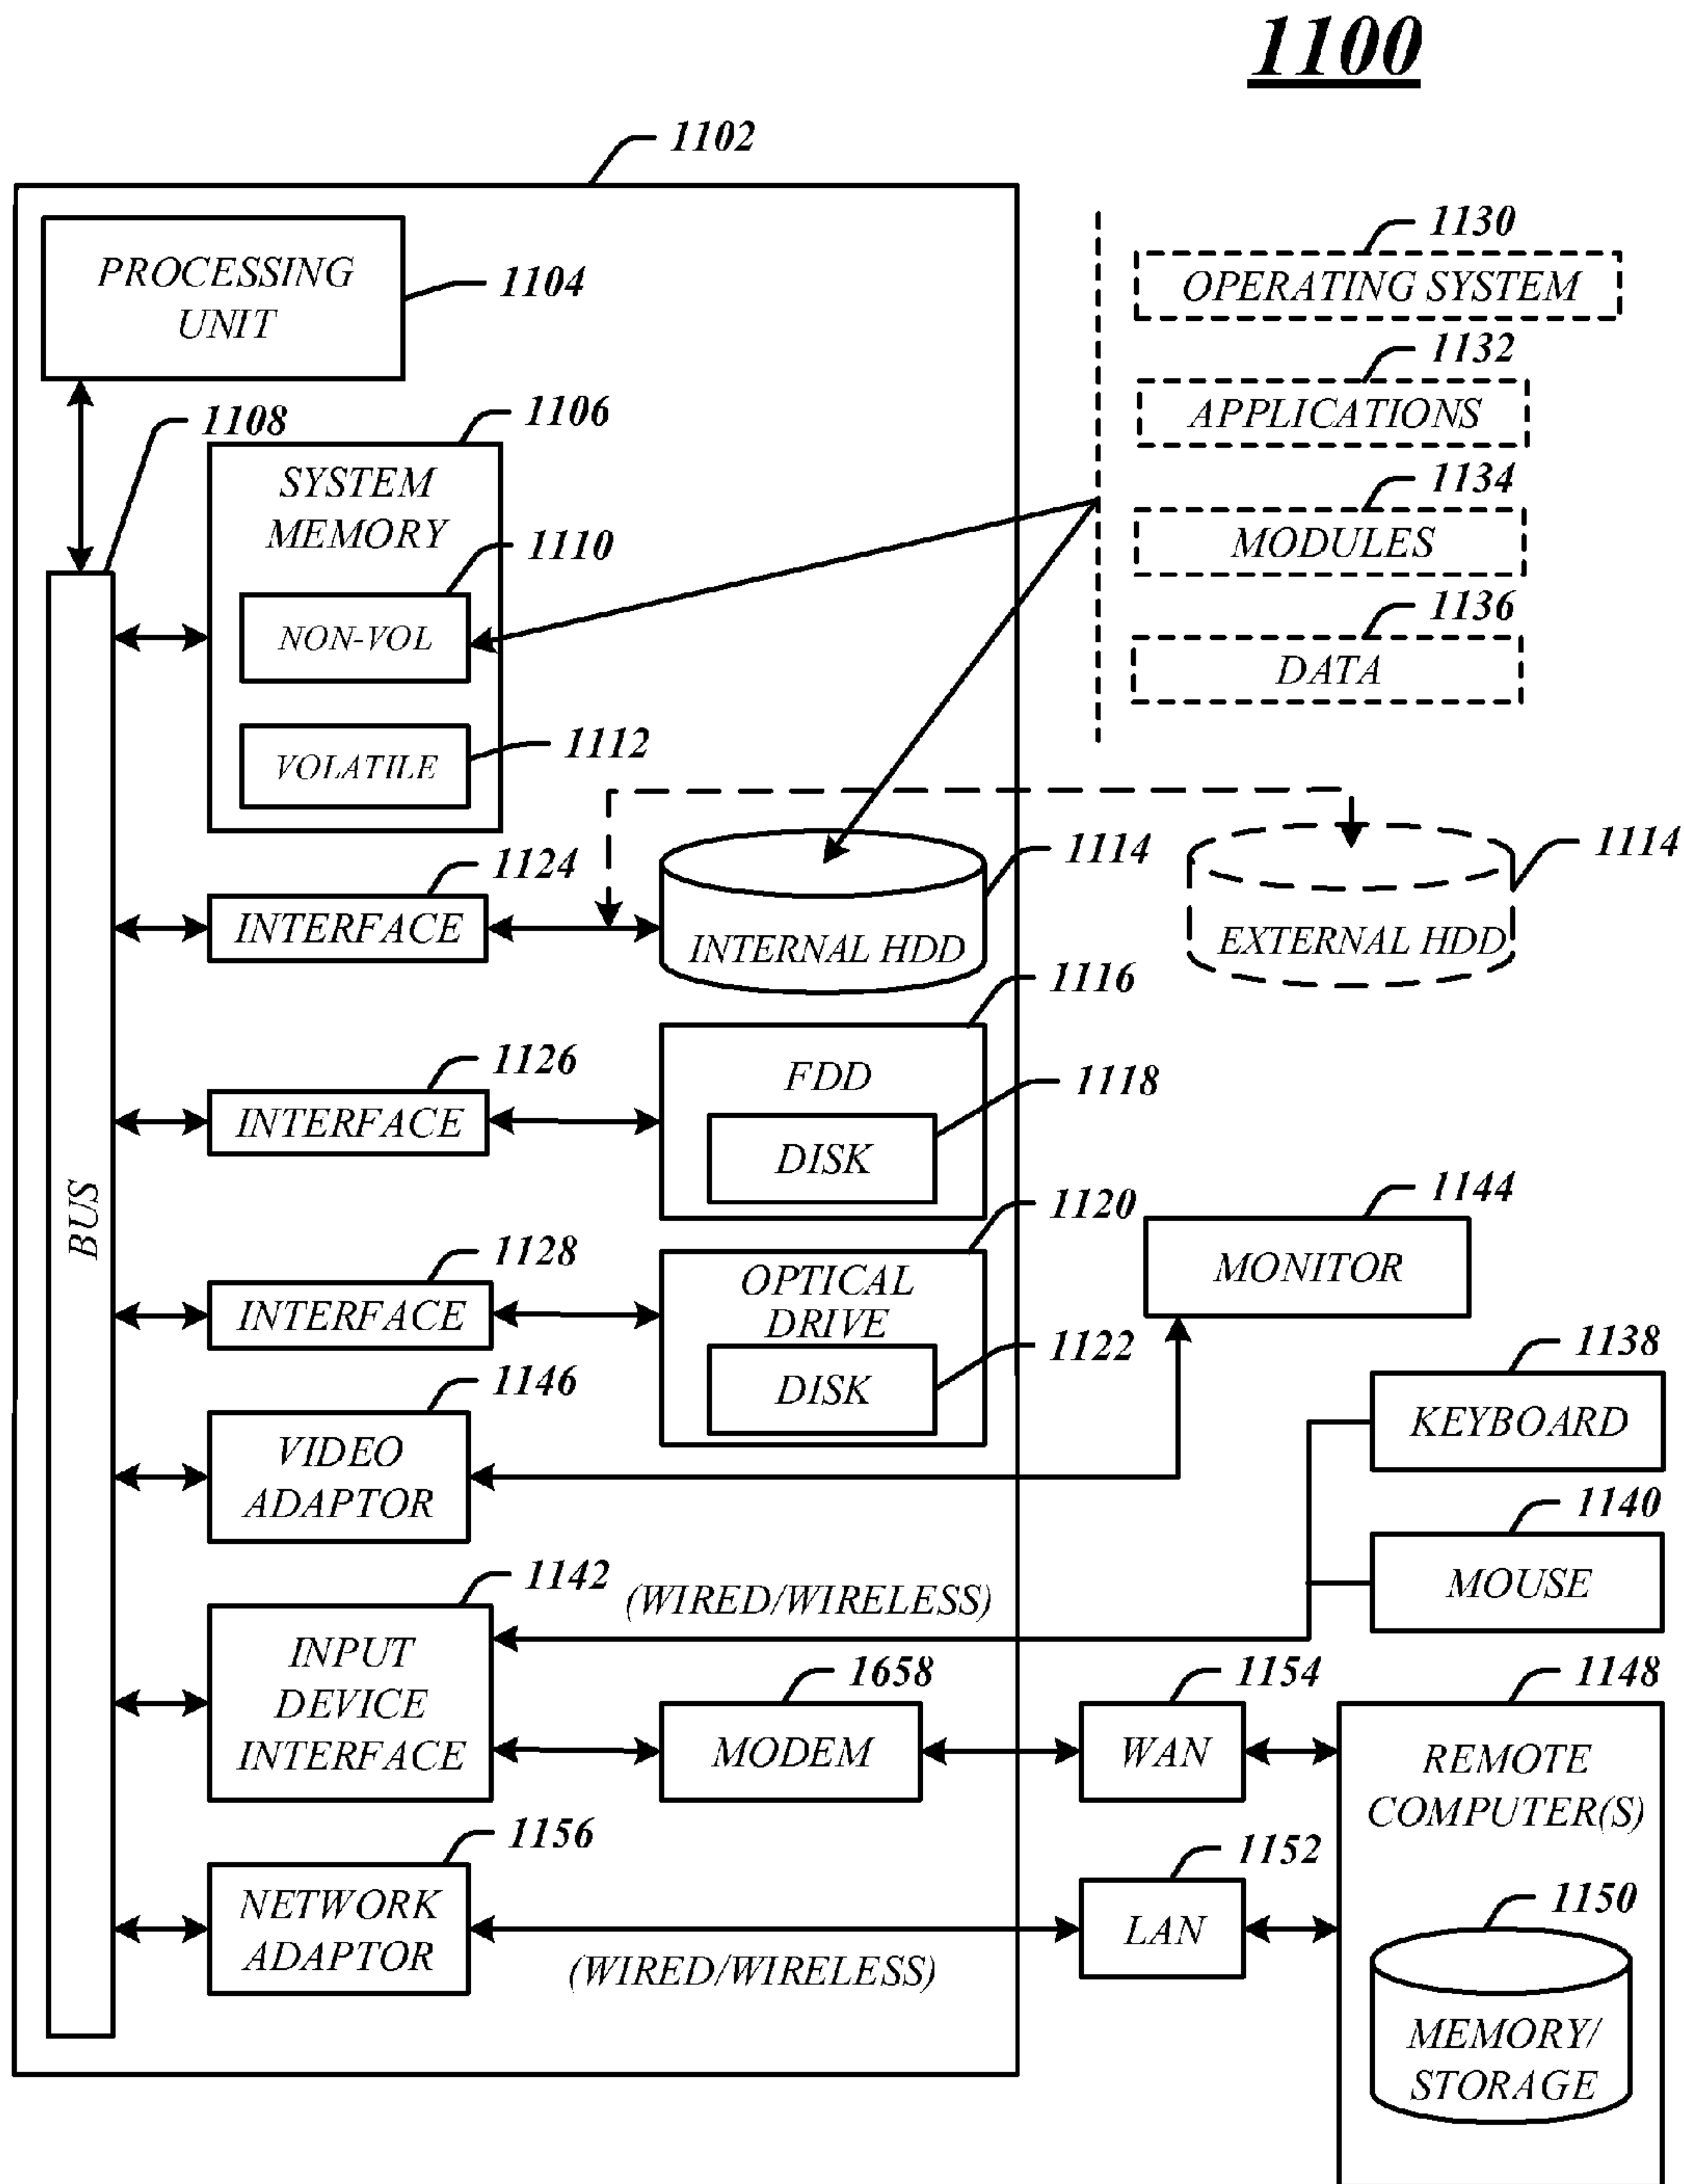 1100
1102
PROCESSING
UNIT
1104
1130
OPERATING SYSTEM
1132
APPLICATIONS
1134
MODULES
1136
DATA
1108
1106
SYSTEM
MEMORY
1110
NON-VOL
1112
VOLATILE
BUS
1124
INTERFACE
1114
INTERNAL HDD
1114
EXTERNAL HDD
1126
INTERFACE
1116
FDD
1118
DISK
1128
INTERFACE
1120
OPTICAL
DRIVE
1122
DISK
1144
MONITOR
1146
VIDEO
ADAPTOR
1138
KEYBOARD
1140
MOUSE
1142
INPUT
DEVICE
INTERFACE
(WIRED/WIRELESS)
1658
MODEM
1154
WAN
1148
REMOTE
COMPUTER(S)
1156
NETWORK
ADAPTOR
(WIRED/WIRELESS)
1152
LAN
1150
MEMORY/
STORAGE